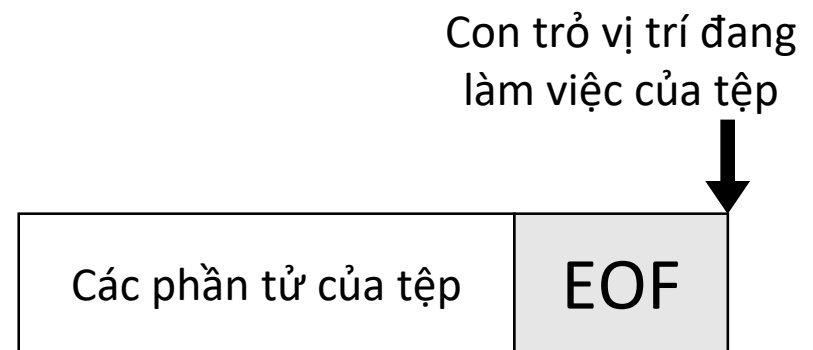 Con trỏ vị trí đang
làm việc của tệp
Các phần tử của tệp
EOF